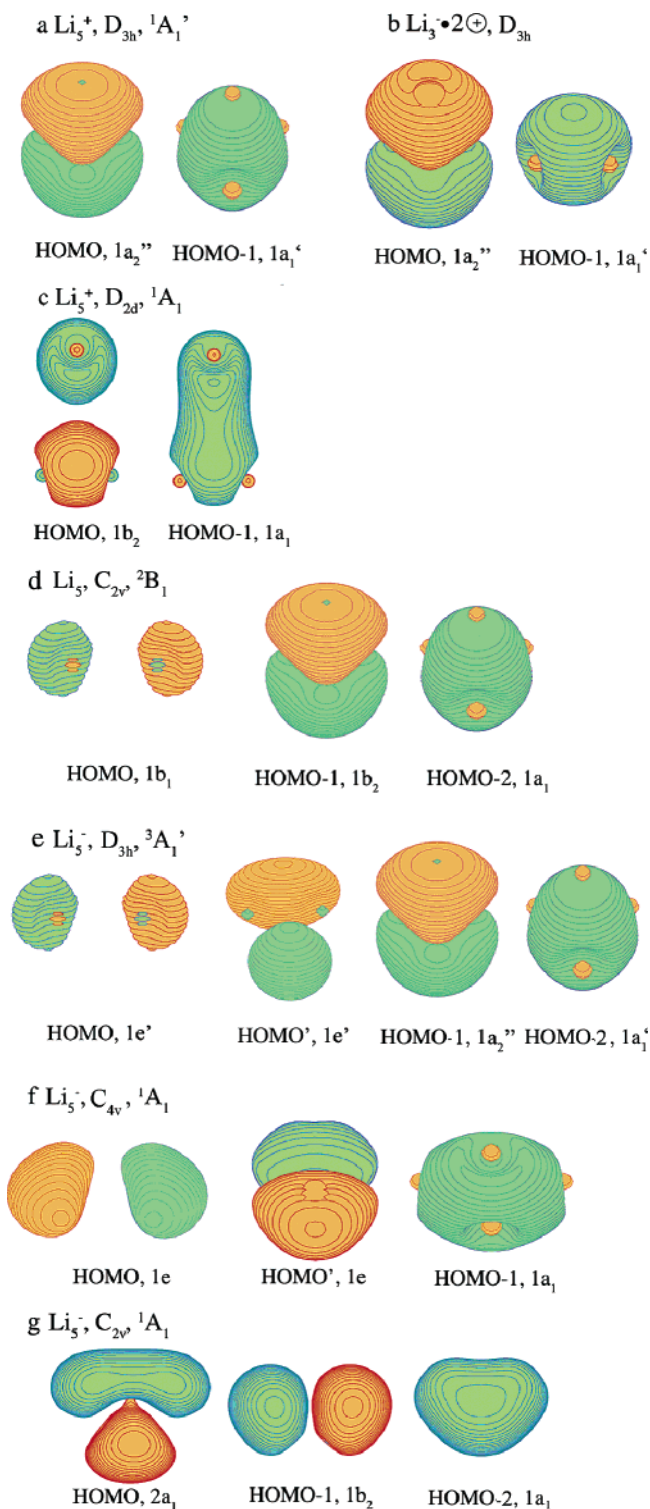 a Li₅⁺, D₃ₕ, ¹A₁’ b Li₃⁻•2⊕, D₃ₕ
HOMO, 1a₂” HOMO-1, 1a₁‘ HOMO, 1a₂” HOMO-1, 1a₁‘
c Li₅⁺, D₂d, ¹A₁
HOMO, 1b₂ HOMO-1, 1a₁
d Li₅, C₂ᵥ, ²B₁
HOMO, 1b₁ HOMO-1, 1b₂ HOMO-2, 1a₁
e Li₅⁻, D₃ₕ, ³A₁’
HOMO, 1e’ HOMO’, 1e’ HOMO-1, 1a₂” HOMO-2, 1a₁‘
f Li₅⁻, C₄ᵥ, ¹A₁
HOMO, 1e HOMO’, 1e HOMO-1, 1a₁
g Li₅⁻, C₂ᵥ, ¹A₁
HOMO, 2a₁ HOMO-1, 1b₂ HOMO-2, 1a₁